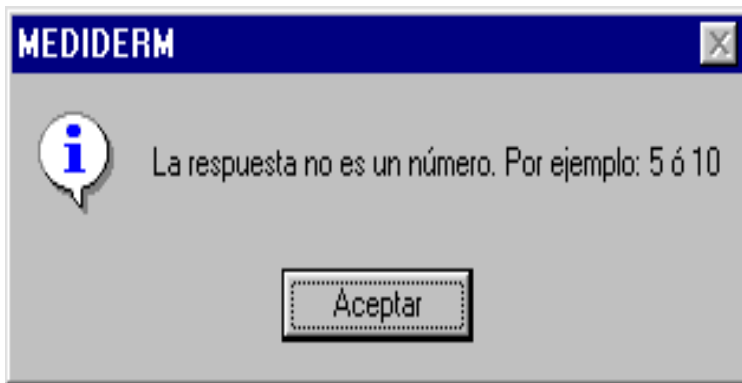 MEDIDERM
La respuesta no es un número. Por ejemplo: 5 ó 10
Aceptar